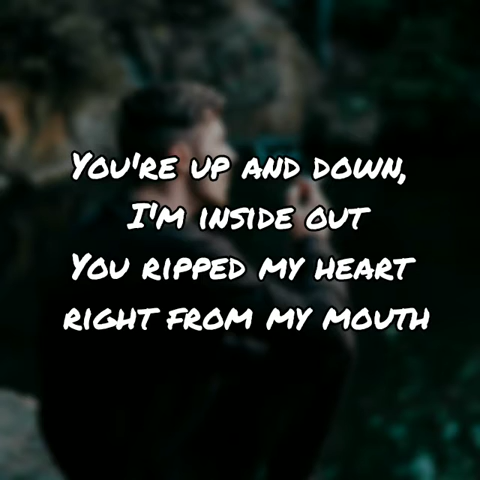 You're up and down,
I'm inside out
You ripped my heart
right from my mouth